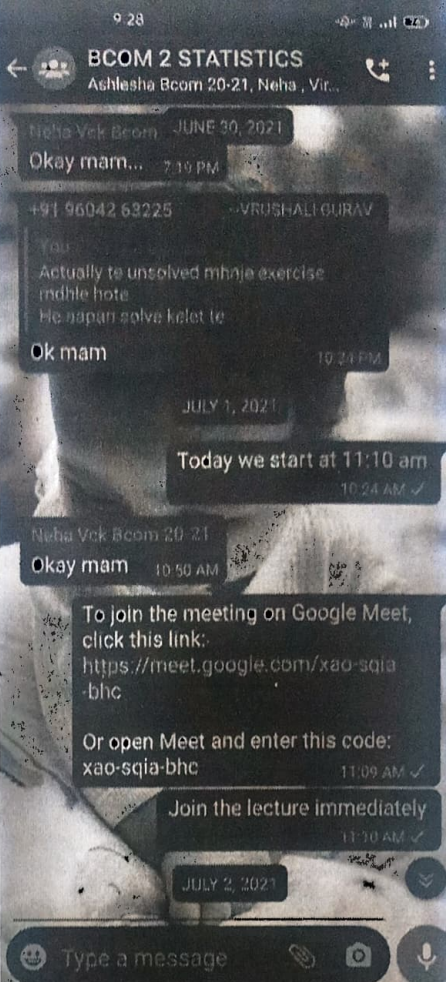 9:28
BCOM 2 STATISTICS
Ashlesha Bcom 20-21, Neha , Vir...
Neha Vck Bcom
JUNE 30, 2021
Okay mam... 7:19 PM
+91 96042 63225 ~VRUSHALI GURAV
You
Actually te unsolved mhnje exercise
mdhle hote
He napan solve kelet te
Ok mam 10:24 PM
JULY 1, 2021
Today we start at 11:10 am
10:24 AM ✓
Neha Vck Bcom 20-21
Okay mam 10:50 AM
To join the meeting on Google Meet,
click this link:
https://meet.google.com/xao-sqia
-bhc
Or open Meet and enter this code:
xao-sqia-bhc 11:09 AM ✓
Join the lecture immediately
11:10 AM ✓
JULY 2, 2021
Type a message